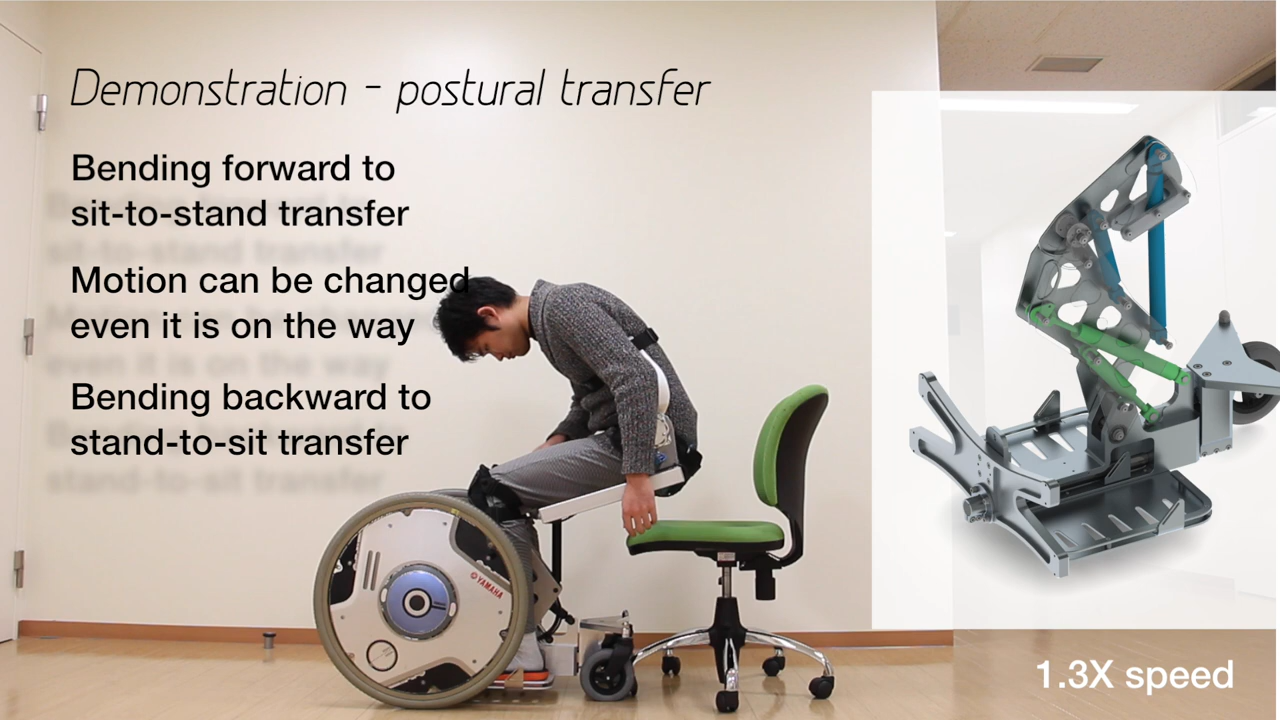 Demonstration - postural transfer
Bending forward to
sit-to-stand transfer
Motion can be changed
even it is on the way
Bending backward to
stand-to-sit transfer
YAMAHA
1.3X speed